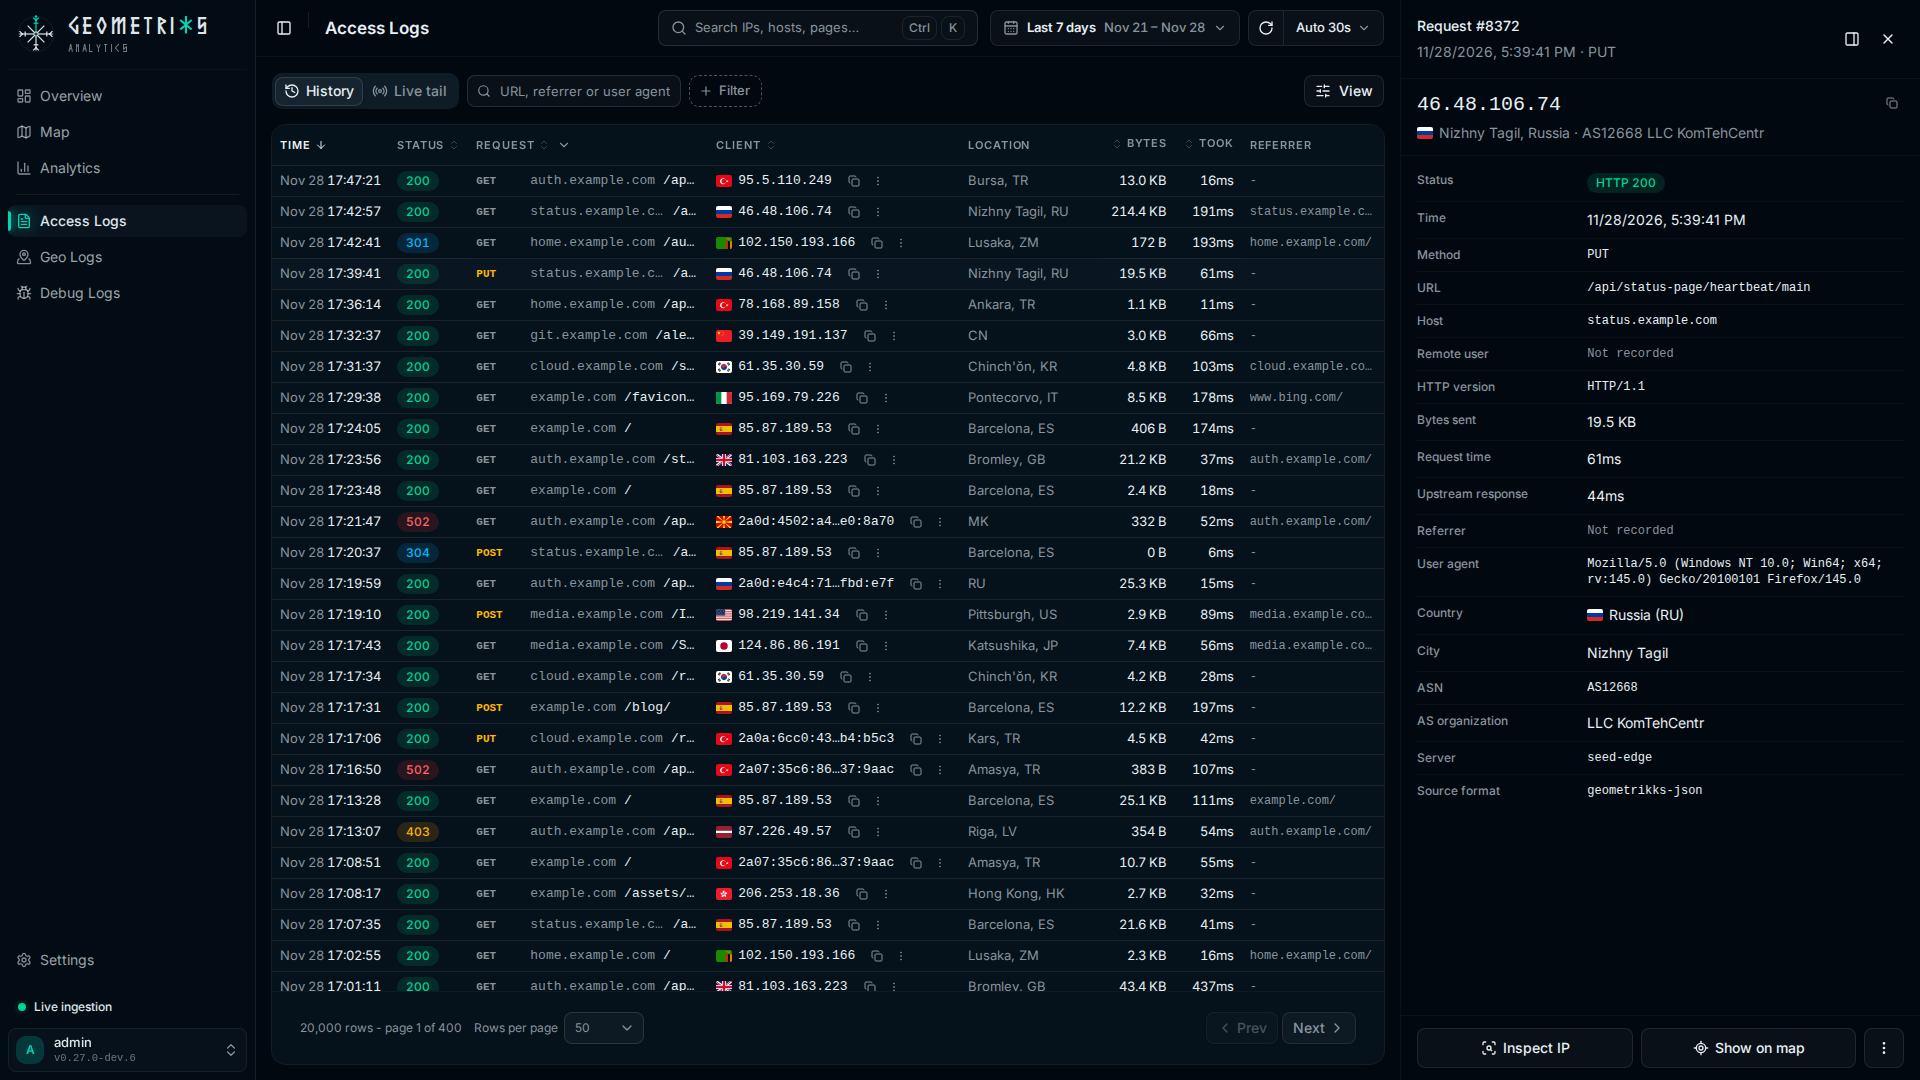 GEOMETRIKS
ANALYTICS
Overview
Map
Analytics
Access Logs
Geo Logs
Debug Logs
Settings
Live ingestion
A
admin
v0.27.0-dev.6
Access Logs
Search IPs, hosts, pages...
Ctrl K
Last 7 days Nov 21 – Nov 28
Auto 30s
History
Live tail
URL, referrer or user agent
Filter
View
TIME STATUS REQUEST CLIENT LOCATION BYTES TOOK REFERRER
Nov 28 17:47:21 200 GET auth.example.com /ap… 95.5.110.249 Bursa, TR 13.0 KB 16ms -
Nov 28 17:42:57 200 GET status.example.c… /a… 46.48.106.74 Nizhny Tagil, RU 214.4 KB 191ms status.example.c…
Nov 28 17:42:41 301 GET home.example.com /au… 102.150.193.166 Lusaka, ZM 172 B 193ms home.example.com/
Nov 28 17:39:41 200 PUT status.example.c… /a… 46.48.106.74 Nizhny Tagil, RU 19.5 KB 61ms -
Nov 28 17:36:14 200 GET home.example.com /ap… 78.168.89.158 Ankara, TR 1.1 KB 11ms -
Nov 28 17:32:37 200 GET git.example.com /ale… 39.149.191.137 CN 3.0 KB 66ms -
Nov 28 17:31:37 200 GET cloud.example.com /s… 61.35.30.59 Chinch'ŏn, KR 4.8 KB 103ms cloud.example.co…
Nov 28 17:29:38 200 GET example.com /favicon… 95.169.79.226 Pontecorvo, IT 8.5 KB 178ms www.bing.com/
Nov 28 17:24:05 200 GET example.com / 85.87.189.53 Barcelona, ES 406 B 174ms -
Nov 28 17:23:56 200 GET auth.example.com /st… 81.103.163.223 Bromley, GB 21.2 KB 37ms auth.example.com/
Nov 28 17:23:48 200 GET example.com / 85.87.189.53 Barcelona, ES 2.4 KB 18ms -
Nov 28 17:21:47 502 GET auth.example.com /ap… 2a0d:4502:a4…e0:8a70 MK 332 B 52ms auth.example.com/
Nov 28 17:20:37 304 POST status.example.c… /a… 85.87.189.53 Barcelona, ES 0 B 6ms -
Nov 28 17:19:59 200 GET auth.example.com /ap… 2a0d:e4c4:71…fbd:e7f RU 25.3 KB 15ms -
Nov 28 17:19:10 200 POST media.example.com /I… 98.219.141.34 Pittsburgh, US 2.9 KB 89ms media.example.co…
Nov 28 17:17:43 200 GET media.example.com /S… 124.86.86.191 Katsushika, JP 7.4 KB 56ms media.example.co…
Nov 28 17:17:34 200 GET cloud.example.com /r… 61.35.30.59 Chinch'ŏn, KR 4.2 KB 28ms -
Nov 28 17:17:31 200 POST example.com /blog/ 85.87.189.53 Barcelona, ES 12.2 KB 197ms -
Nov 28 17:17:06 200 PUT cloud.example.com /r… 2a0a:6cc0:43…b4:b5c3 Kars, TR 4.5 KB 42ms -
Nov 28 17:16:50 502 GET auth.example.com /ap… 2a07:35c6:86…37:9aac Amasya, TR 383 B 107ms -
Nov 28 17:13:28 200 GET example.com / 85.87.189.53 Barcelona, ES 25.1 KB 111ms example.com/
Nov 28 17:13:07 403 GET auth.example.com /ap… 87.226.49.57 Riga, LV 354 B 54ms auth.example.com/
Nov 28 17:08:51 200 GET example.com / 2a07:35c6:86…37:9aac Amasya, TR 10.7 KB 55ms -
Nov 28 17:08:17 200 GET example.com /assets/… 206.253.18.36 Hong Kong, HK 2.7 KB 32ms -
Nov 28 17:07:35 200 GET status.example.c… /a… 85.87.189.53 Barcelona, ES 21.6 KB 41ms -
Nov 28 17:02:55 200 GET home.example.com / 102.150.193.166 Lusaka, ZM 2.3 KB 16ms home.example.com/
Nov 28 17:01:11 200 GET auth.example.com /ap… 81.103.163.223 Bromley, GB 43.4 KB 437ms -
20,000 rows - page 1 of 400 Rows per page 50
Prev
Next
Request #8372
11/28/2026, 5:39:41 PM · PUT
46.48.106.74
Nizhny Tagil, Russia · AS12668 LLC KomTehCentr
Status HTTP 200
Time 11/28/2026, 5:39:41 PM
Method PUT
URL /api/status-page/heartbeat/main
Host status.example.com
Remote user Not recorded
HTTP version HTTP/1.1
Bytes sent 19.5 KB
Request time 61ms
Upstream response 44ms
Referrer Not recorded
User agent Mozilla/5.0 (Windows NT 10.0; Win64; x64;
rv:145.0) Gecko/20100101 Firefox/145.0
Country Russia (RU)
City Nizhny Tagil
ASN AS12668
AS organization LLC KomTehCentr
Server seed-edge
Source format geometrikks-json
Inspect IP
Show on map